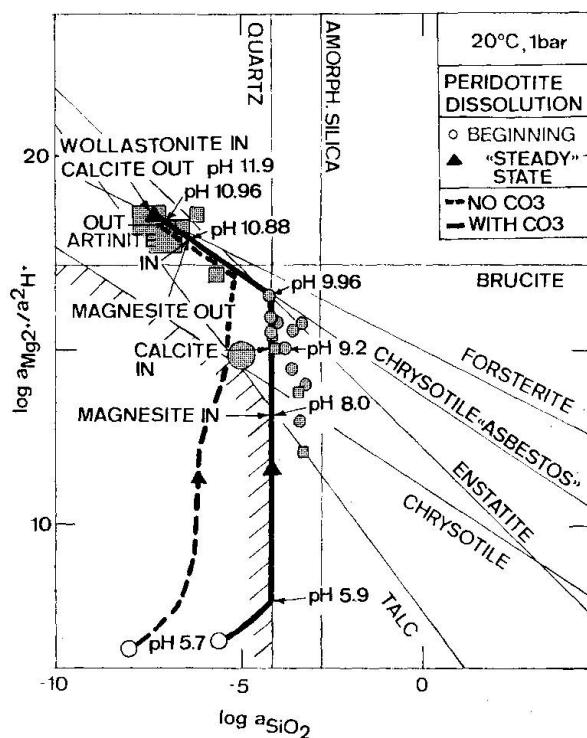 20°C, 1bar
PERIDOTITE
DISSOLUTION
BEGINNING
«STEADY»
STATE
NO CO3
WITH CO3
QUARTZ
AMORPH. SILICA
20
WOLLASTONITE IN
CALCITE OUT pH 11.9
pH 10.96
pH 10.88
OUT
ARTINITE
IN
MAGNESITE OUT
pH 9.96
BRUCITE
CALCITE
IN
pH 9.2
FORSTERITE
MAGNESITE IN
pH 8.0
CHRYSOTILE „ASBESTOS”
ENSTATITE
CHRYSOTILE
10
TALC
pH 5.9
pH 5.7
-10
-5
0
log aSiO2
log aMg2+/a2H+